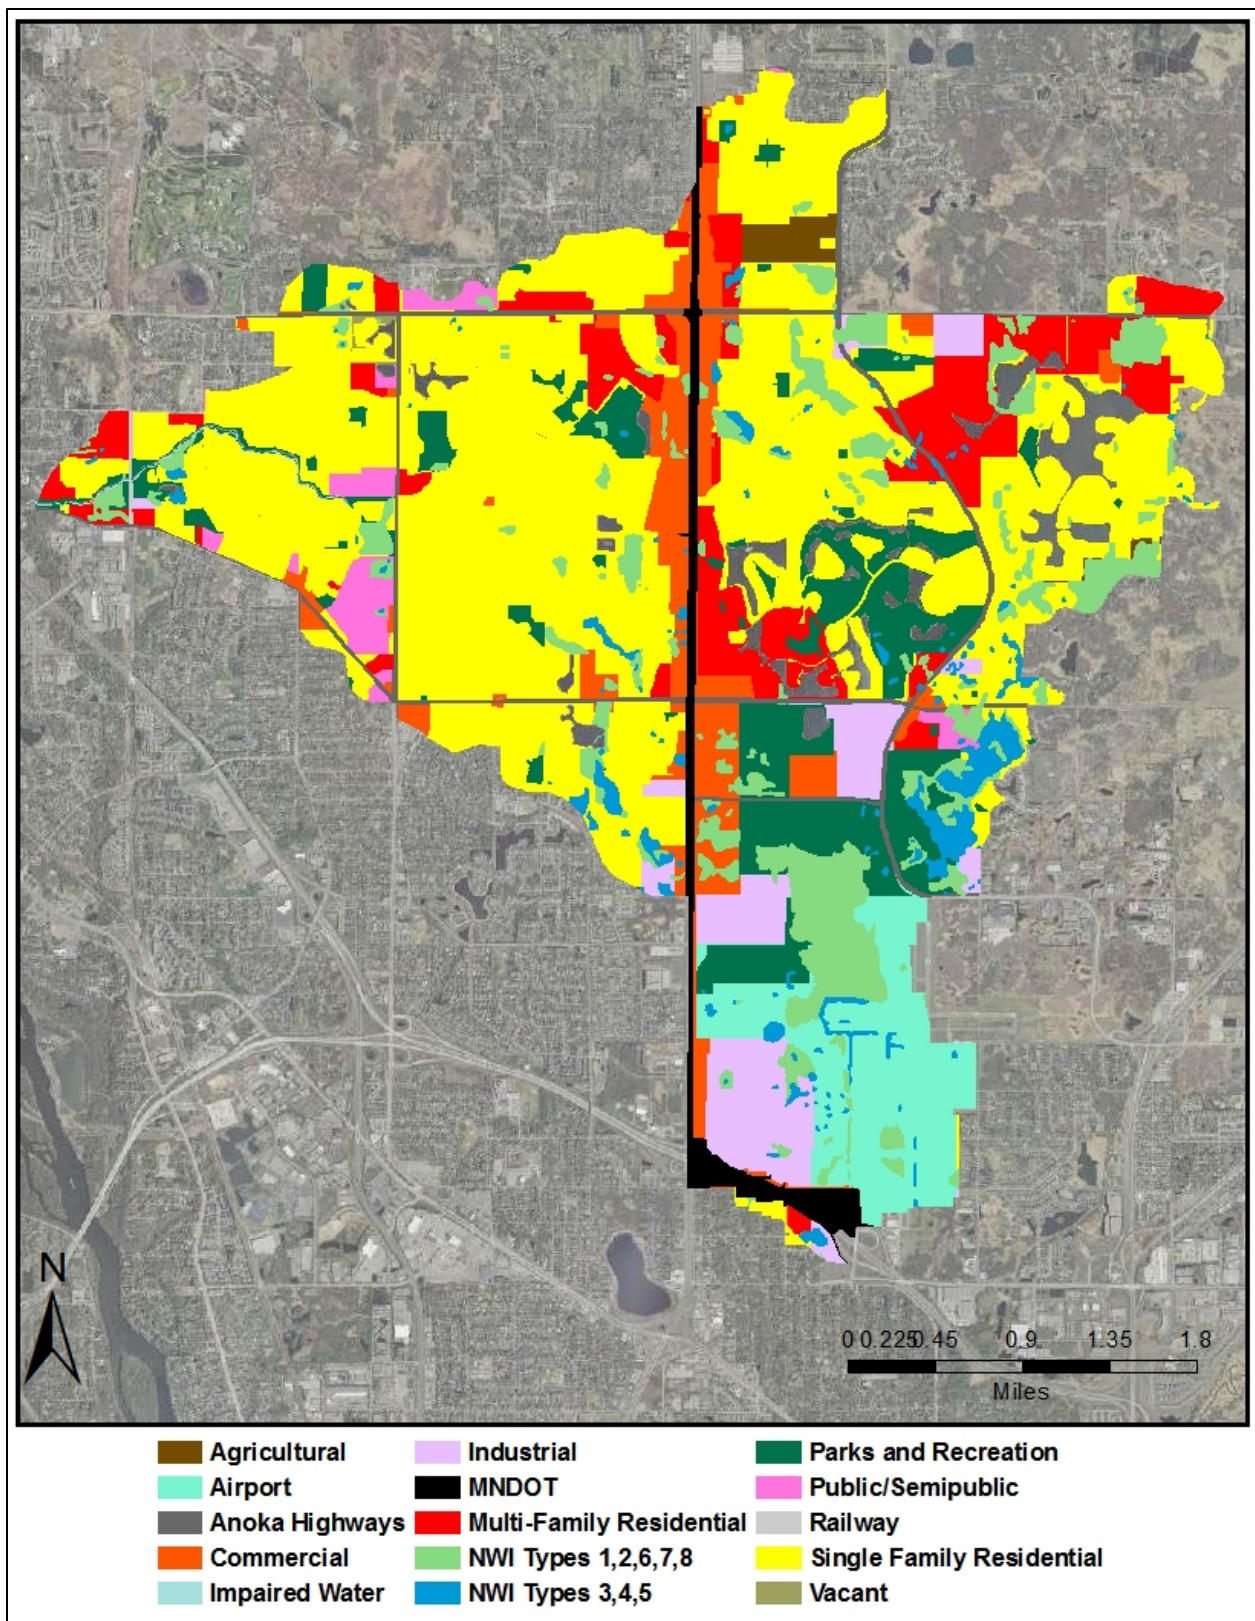 N
0 0.225 0.45 0.9 1.35 1.8
Miles
Agricultural Industrial Parks and Recreation
Airport MNDOT Public/Semipublic
Anoka Highways Multi-Family Residential Railway
Commercial NWI Types 1,2,6,7,8 Single Family Residential
Impaired Water NWI Types 3,4,5 Vacant